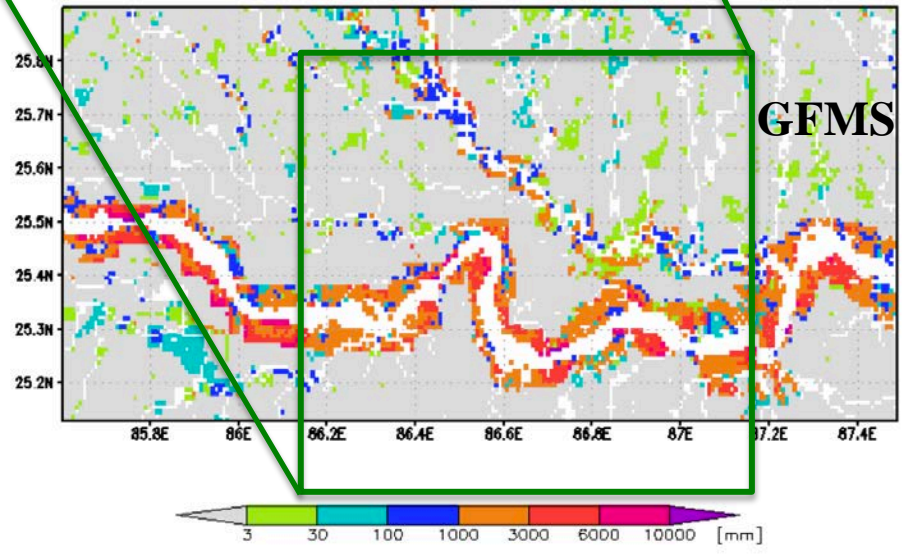 GFMS
25.8N
25.7N
25.6N
25.5N
25.4N
25.3N
25.2N
85.8E 86E 86.2E 86.4E 86.6E 86.8E 87E 87.2E 87.4E
3 30 100 1000 3000 6000 10000 [mm]